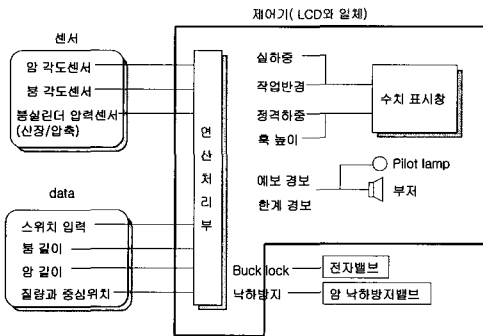 제어기( LCD와 일체)
센서
암 각도센서
붐 각도센서
붐실린더 압력센서
(신장/압축)
data
스위치 입력
붐 길이
암 길이
질량과 중심위치
연산처리부
실하중
작업반경
정격하중
훅 높이
수치 표시창
예보 경보
한계 경보
Pilot lamp
부저
Buck lock
전자밸브
낙하방지
암 낙하방지밸브